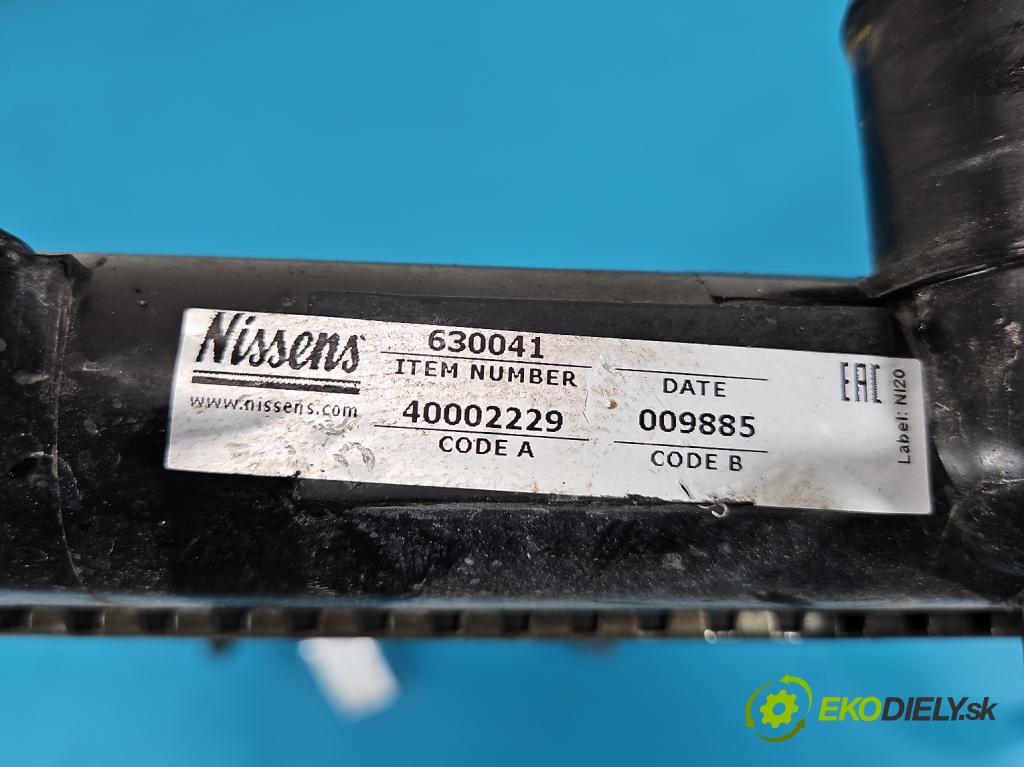 Nissens
www.nissens.com
630041
ITEM NUMBER
40002229
CODE A
DATE
009885
CODE B
EAC
Label: NI20
EKODIELY.sk